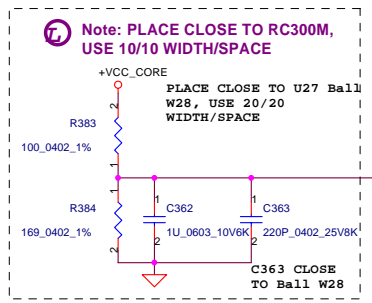 Note: PLACE CLOSE TO RC300M,
USE 10/10 WIDTH/SPACE
+VCC_CORE
PLACE CLOSE TO U27 Ball
W28, USE 20/20
WIDTH/SPACE
2
R383
100_0402_1%
1
1
R384
169_0402_1%
2
1
C362
1U_0603_10V6K
2
1
C363
220P_0402_25V8K
2
C363 CLOSE
TO Ball W28